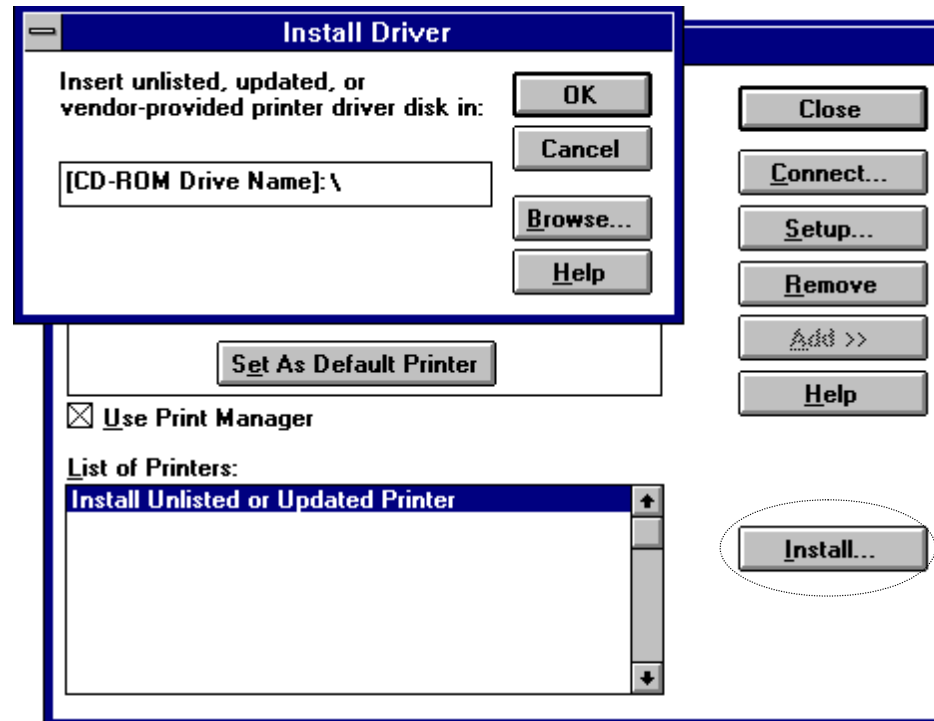 Install Driver
Insert unlisted, updated, or
vendor-provided printer driver disk in:
[CD-ROM Drive Name]:\
OK
Cancel
Browse...
Help
Close
Connect...
Setup...
Remove
Add >>
Help
Set As Default Printer
Use Print Manager
List of Printers:
Install Unlisted or Updated Printer
Install...